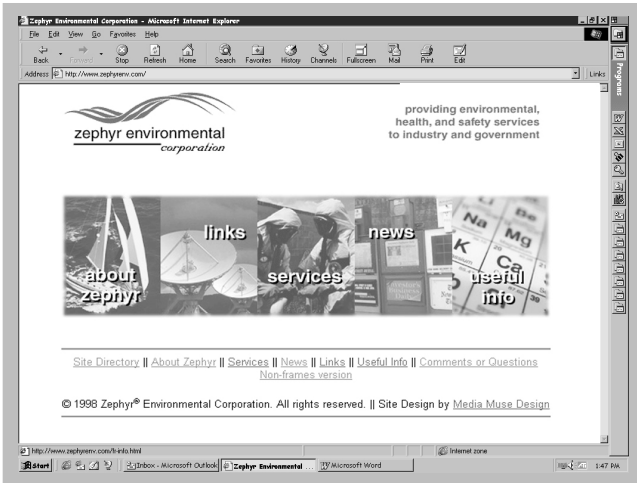 Zephyr Environmental Corporation - Microsoft Internet Explorer
File Edit View Go Favorites Help
Back Forward Stop Refresh Home Search Favorites History Channels Fullscreen Mail Print Edit
Address http://www.zephyrenv.com/ Links
Programs
zephyr environmental
corporation
providing environmental,
health, and safety services
to industry and government
about
zephyr
links
services
news
useful
info
Li Be
Na Mg
K Ca
Site Directory || About Zephyr || Services || News || Links || Useful Info || Comments or Questions
Non-frames version
© 1998 Zephyr® Environmental Corporation. All rights reserved. || Site Design by Media Muse Design
http://www.zephyrenv.com/fr-info.html Internet zone
Start Inbox - Microsoft Outlook Zephyr Environmental ... Microsoft Word 1:47 PM